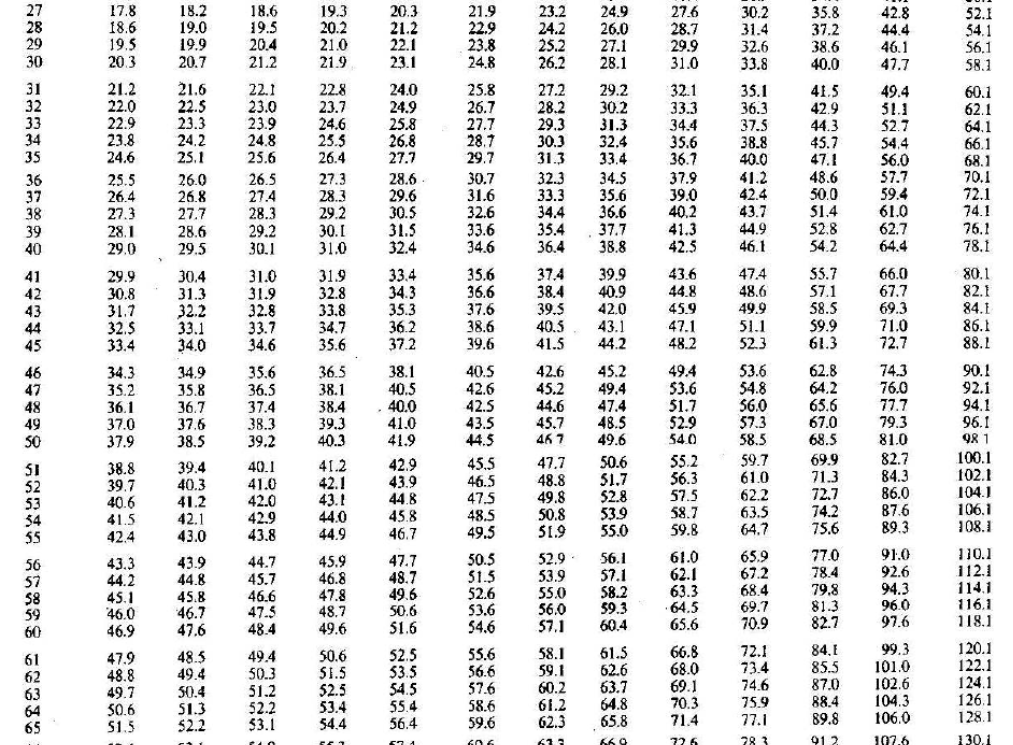 27 17.8 18.2 18.6 19.3 20.3 21.9 23.2 24.9 27.6 30.2 35.8 42.8 52.1
28 18.6 19.0 19.5 20.2 21.2 22.9 24.2 26.0 28.7 31.4 37.2 44.4 54.1
29 19.5 19.9 20.4 21.0 22.1 23.8 25.2 27.1 29.9 32.6 38.6 46.1 56.1
30 20.3 20.7 21.2 21.9 23.1 24.8 26.2 28.1 31.0 33.8 40.0 47.7 58.1
31 21.2 21.6 22.1 22.8 24.0 25.8 27.2 29.2 32.1 35.1 41.5 49.4 60.1
32 22.0 22.5 23.0 23.7 24.9 26.7 28.2 30.2 33.3 36.3 42.9 51.1 62.1
33 22.9 23.3 23.9 24.6 25.8 27.7 29.3 31.3 34.4 37.5 44.3 52.7 64.1
34 23.8 24.2 24.8 25.5 26.8 28.7 30.3 32.4 35.6 38.8 45.7 54.4 66.1
35 24.6 25.1 25.6 26.4 27.7 29.7 31.3 33.4 36.7 40.0 47.1 56.0 68.1
36 25.5 26.0 26.5 27.3 28.6 30.7 32.3 34.5 37.9 41.2 48.6 57.7 70.1
37 26.4 26.8 27.4 28.3 29.6 31.6 33.3 35.6 39.0 42.4 50.0 59.4 72.1
38 27.3 27.7 28.3 29.2 30.5 32.6 34.4 36.6 40.2 43.7 51.4 61.0 74.1
39 28.1 28.6 29.2 30.1 31.5 33.6 35.4 37.7 41.3 44.9 52.8 62.7 76.1
40 29.0 29.5 30.1 31.0 32.4 34.6 36.4 38.8 42.5 46.1 54.2 64.4 78.1
41 29.9 30.4 31.0 31.9 33.4 35.6 37.4 39.9 43.6 47.4 55.7 66.0 80.1
42 30.8 31.3 31.9 32.8 34.3 36.6 38.4 40.9 44.8 48.6 57.1 67.7 82.1
43 31.7 32.2 32.8 33.8 35.3 37.6 39.5 42.0 45.9 49.9 58.5 69.3 84.1
44 32.5 33.1 33.7 34.7 36.2 38.6 40.5 43.1 47.1 51.1 59.9 71.0 86.1
45 33.4 34.0 34.6 35.6 37.2 39.6 41.5 44.2 48.2 52.3 61.3 72.7 88.1
46 34.3 34.9 35.6 36.5 38.1 40.5 42.6 45.2 49.4 53.6 62.8 74.3 90.1
47 35.2 35.8 36.5 38.1 40.5 42.6 45.2 49.4 53.6 54.8 64.2 76.0 92.1
48 36.1 36.7 37.4 38.4 40.0 42.5 44.6 47.4 51.7 56.0 65.6 77.7 94.1
49 37.0 37.6 38.3 39.3 41.0 43.5 45.7 48.5 52.9 57.3 67.0 79.3 96.1
50 37.9 38.5 39.2 40.3 41.9 44.5 46.7 49.6 54.0 58.5 68.5 81.0 98.1
51 38.8 39.4 40.1 41.2 42.9 45.5 47.7 50.6 55.2 59.7 69.9 82.7 100.1
52 39.7 40.3 41.0 42.1 43.9 46.5 48.8 51.7 56.3 61.0 71.3 84.3 102.1
53 40.6 41.2 42.0 43.1 44.8 47.5 49.8 52.8 57.5 62.2 72.7 86.0 104.1
54 41.5 42.1 42.9 44.0 45.8 48.5 50.8 53.9 58.7 63.5 74.2 87.6 106.1
55 42.4 43.0 43.8 44.9 46.7 49.5 51.9 55.0 59.8 64.7 75.6 89.3 108.1
56 43.3 43.9 44.7 45.9 47.7 50.5 52.9 56.1 61.0 65.9 77.0 91.0 110.1
57 44.2 44.8 45.7 46.8 48.7 51.5 53.9 57.1 62.1 67.2 78.4 92.6 112.1
58 45.1 45.8 46.6 47.8 49.6 52.6 55.0 58.2 63.3 68.4 79.8 94.3 114.1
59 46.0 46.7 47.5 48.7 50.6 53.6 56.0 59.3 64.5 69.7 81.3 96.0 116.1
60 46.9 47.6 48.4 49.6 51.6 54.6 57.1 60.4 65.6 70.9 82.7 97.6 118.1
61 47.9 48.5 49.4 50.6 52.5 55.6 58.1 61.5 66.8 72.1 84.1 99.3 120.1
62 48.8 49.4 50.3 51.5 53.5 56.6 59.1 62.6 68.0 73.4 85.5 101.0 122.1
63 49.7 50.4 51.2 52.5 54.5 57.6 60.2 63.7 69.1 74.6 87.0 102.6 124.1
64 50.6 51.3 52.2 53.4 55.4 58.6 61.2 64.8 70.3 75.9 88.4 104.3 126.1
65 51.5 52.2 53.1 54.4 56.4 59.6 62.3 65.8 71.4 77.1 89.8 106.0 128.1
60.6 63.3 66.9 72.6 78.3 91.2 107.6 130.1